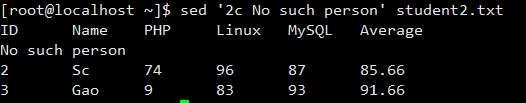 [root@localhost ~]$ sed '2c No such person' student2.txt
ID Name PHP Linux MySQL Average
No such person
2 Sc 74 96 87 85.66
3 Gao 9 83 93 91.66